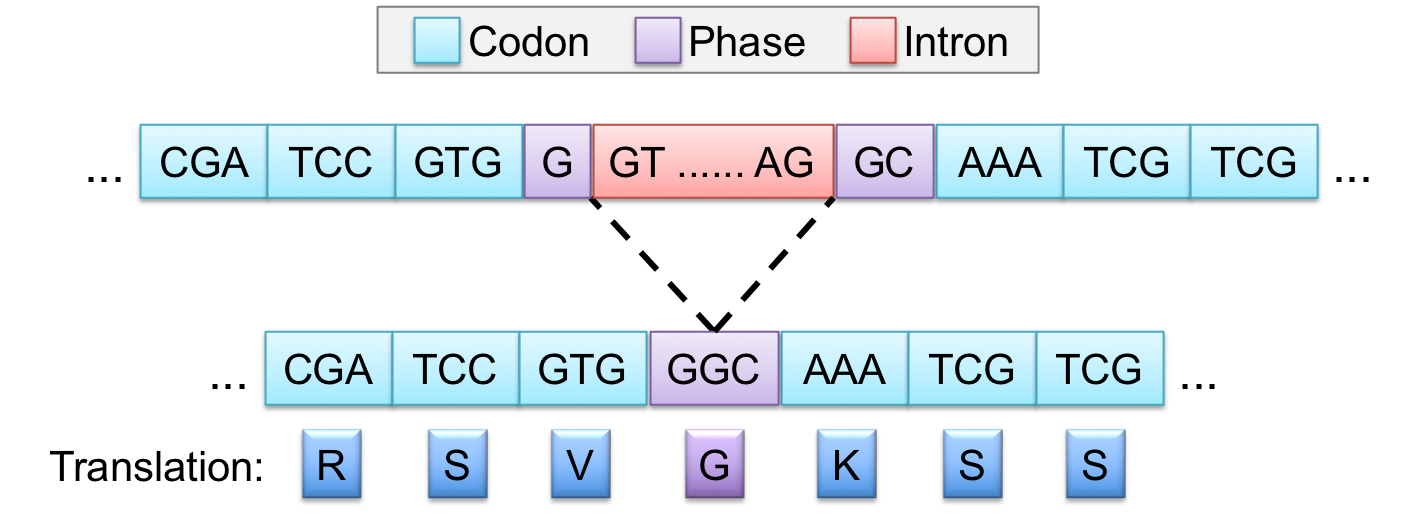 Codon Phase Intron
... CGA TCC GTG G GT ...... AG GC AAA TCG TCG ...
... CGA TCC GTG GGC AAA TCG TCG ...
Translation: R S V G K S S